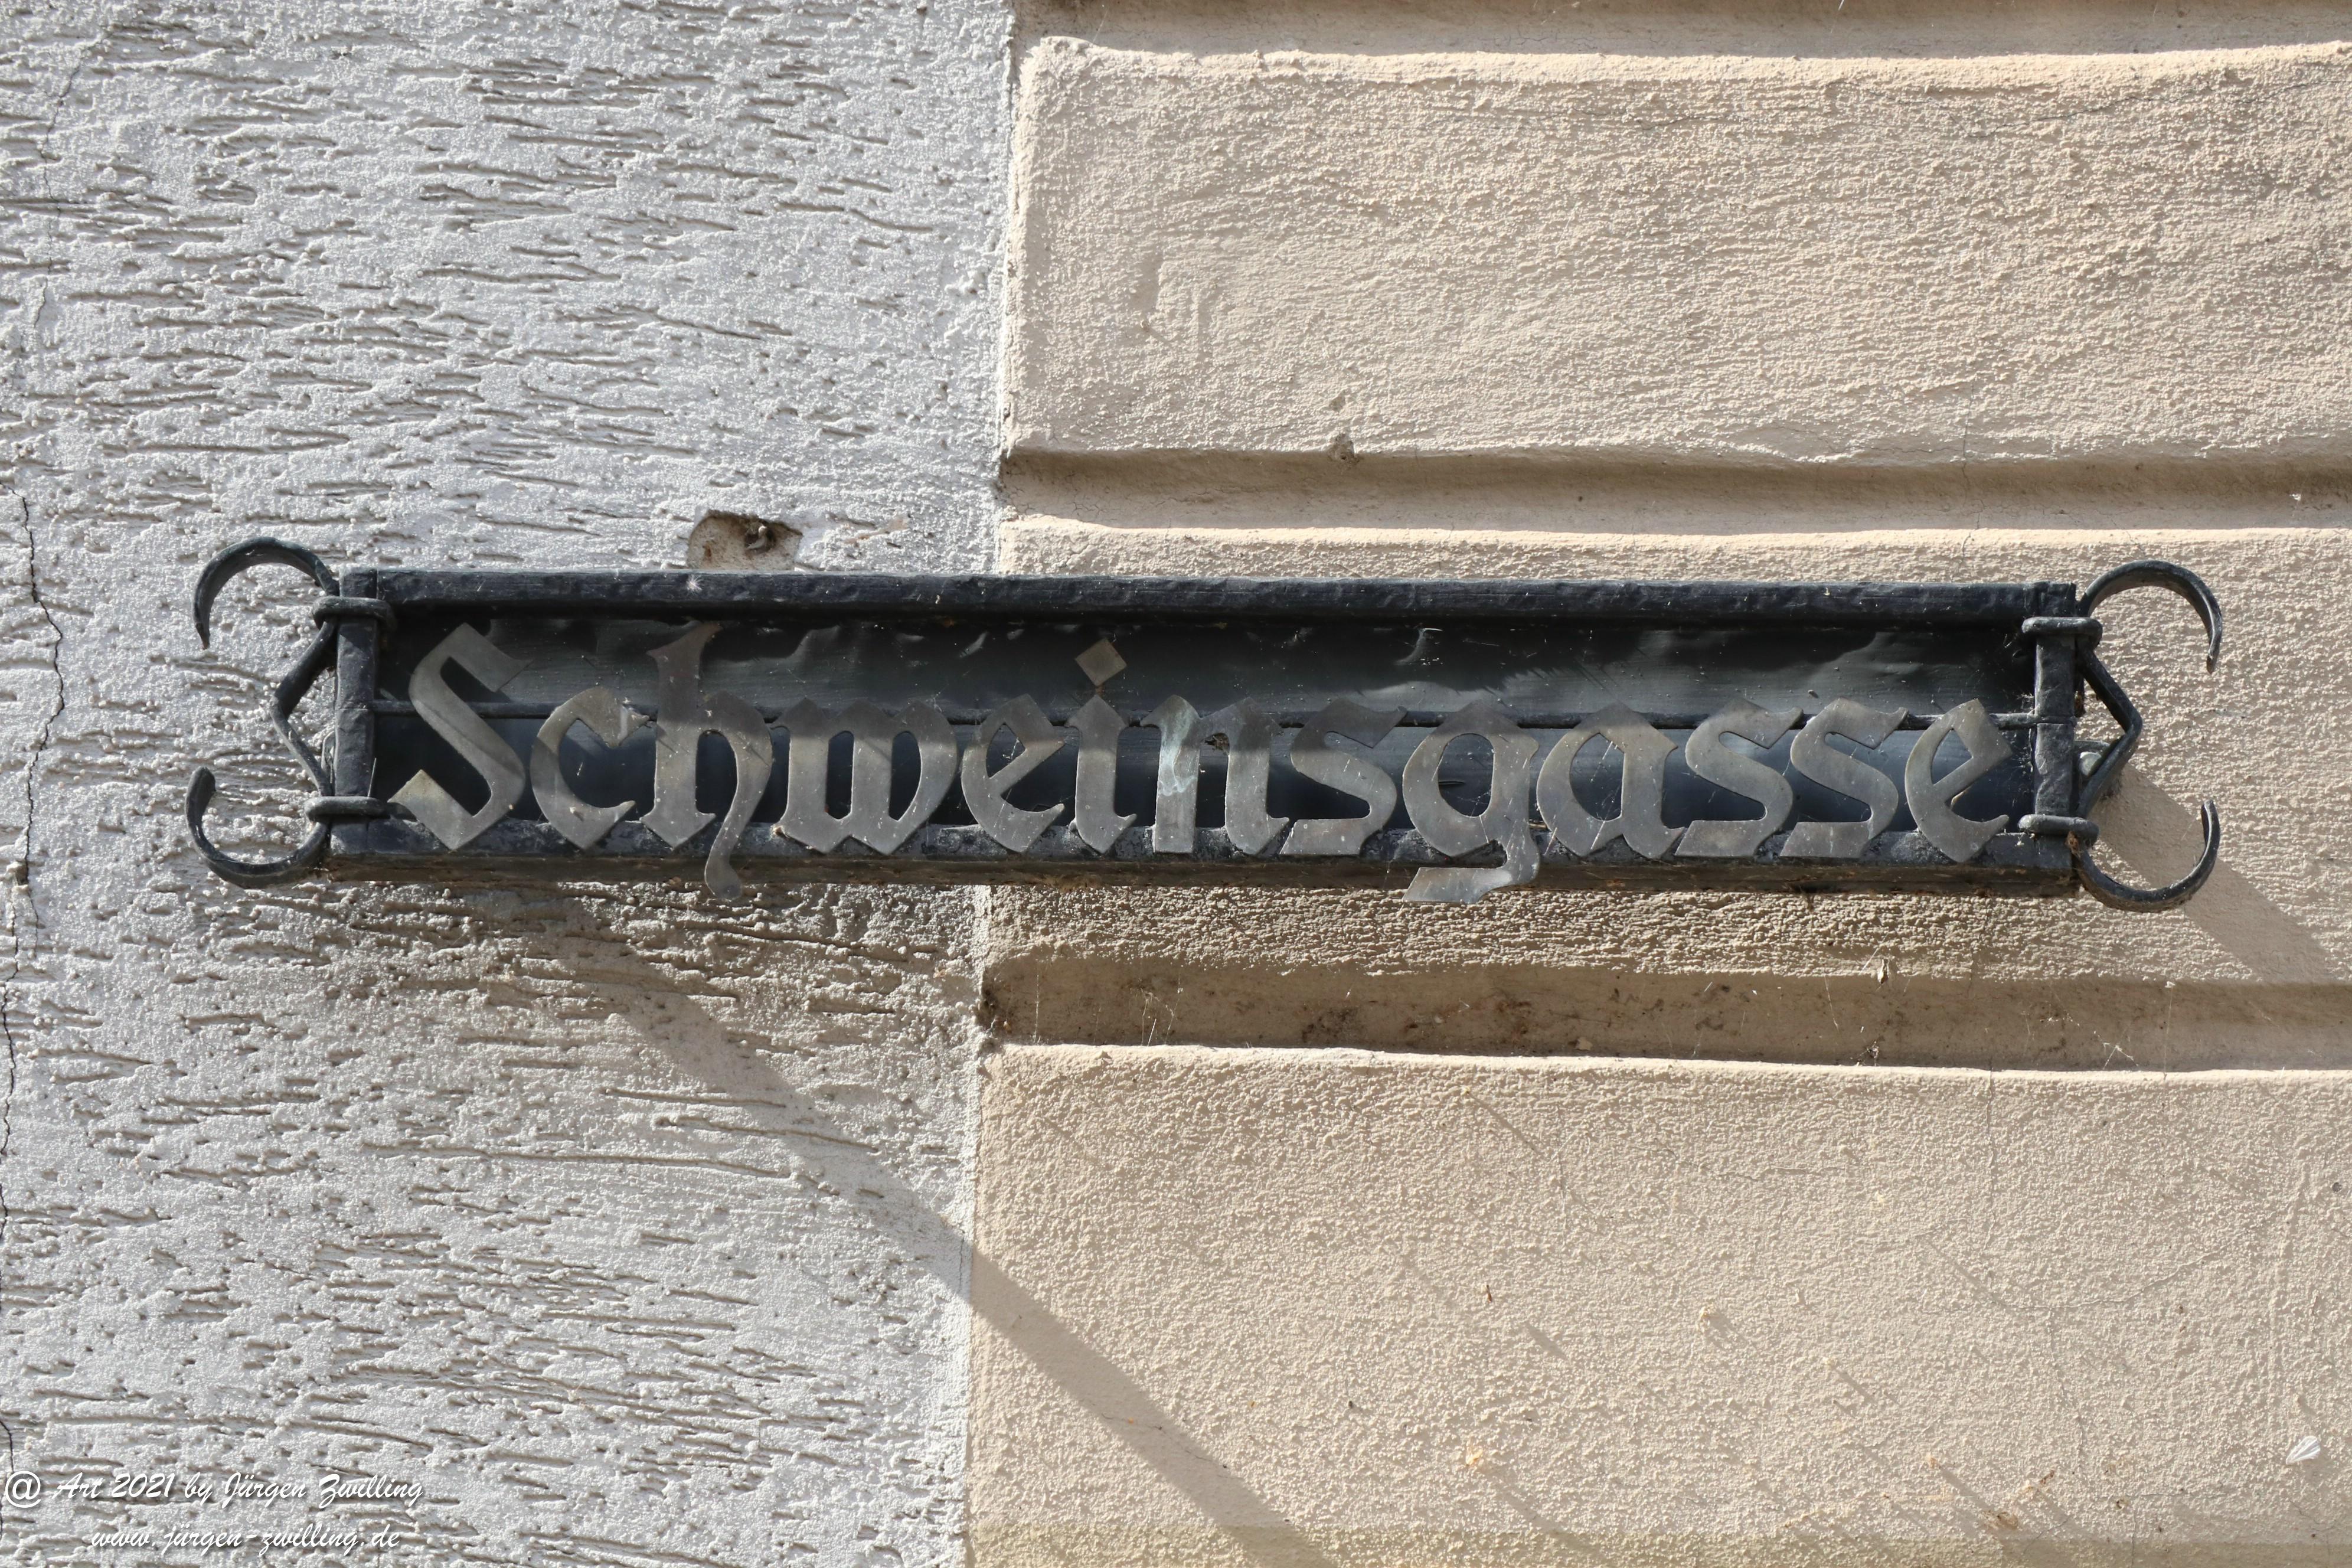 Schweinsgasse
@ Art 2021 by Jürgen Zwilling
www.jürgen-zwilling.de